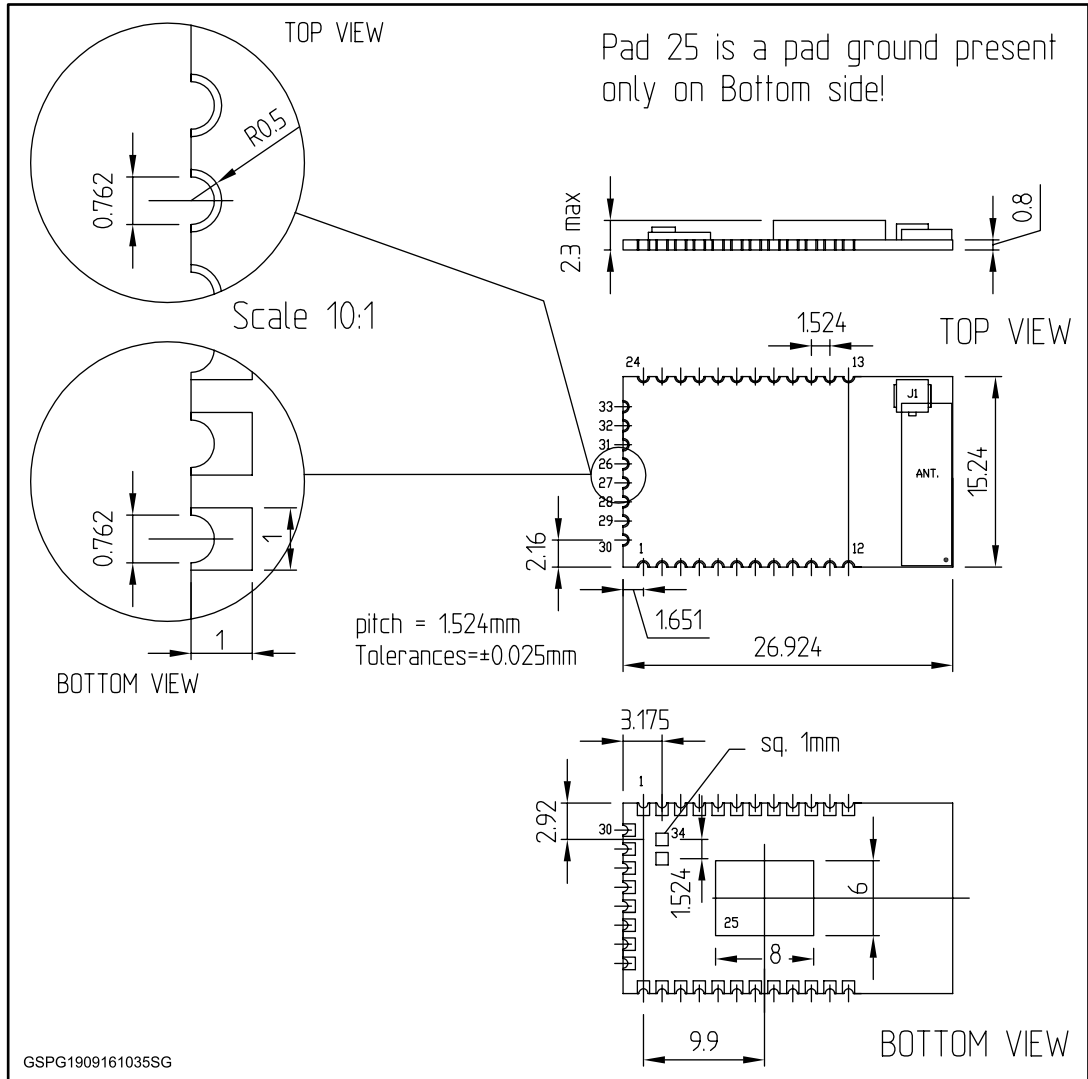 TOP VIEW
Pad 25 is a pad ground present
only on Bottom side!
R0.5
0.762
2.3 max
0.8
Scale 10:1
1.524
TOP VIEW
24
13
33
32
31
26
27
28
29
30
1
12
J1
ANT.
15.24
2.16
1.651
26.924
0.762
1
1
pitch = 1.524mm
Tolerances=±0.025mm
BOTTOM VIEW
3.175
sq. 1mm
1
2.92
30
34
1.524
25
6
8
9.9
BOTTOM VIEW
GSPG1909161035SG